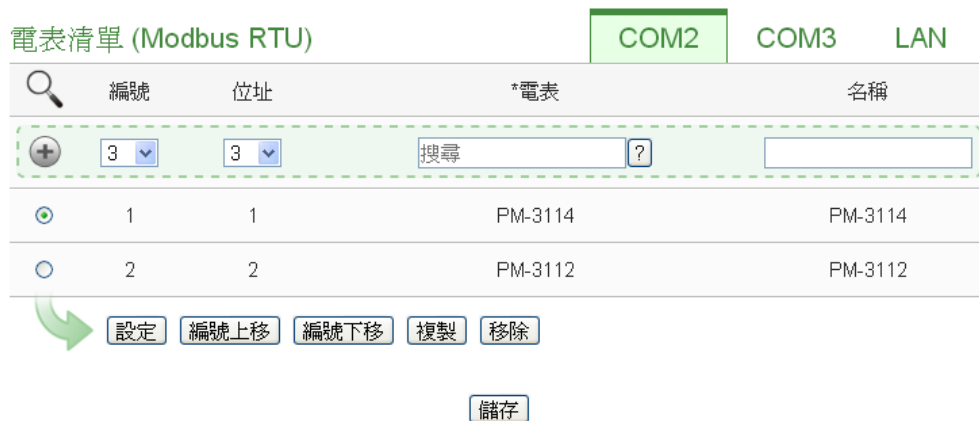 電表清單 (Modbus RTU) COM2 COM3 LAN
編號 位址 *電表 名稱
3 3 搜尋 ?
1 1 PM-3114 PM-3114
2 2 PM-3112 PM-3112
設定 編號上移 編號下移 複製 移除
儲存